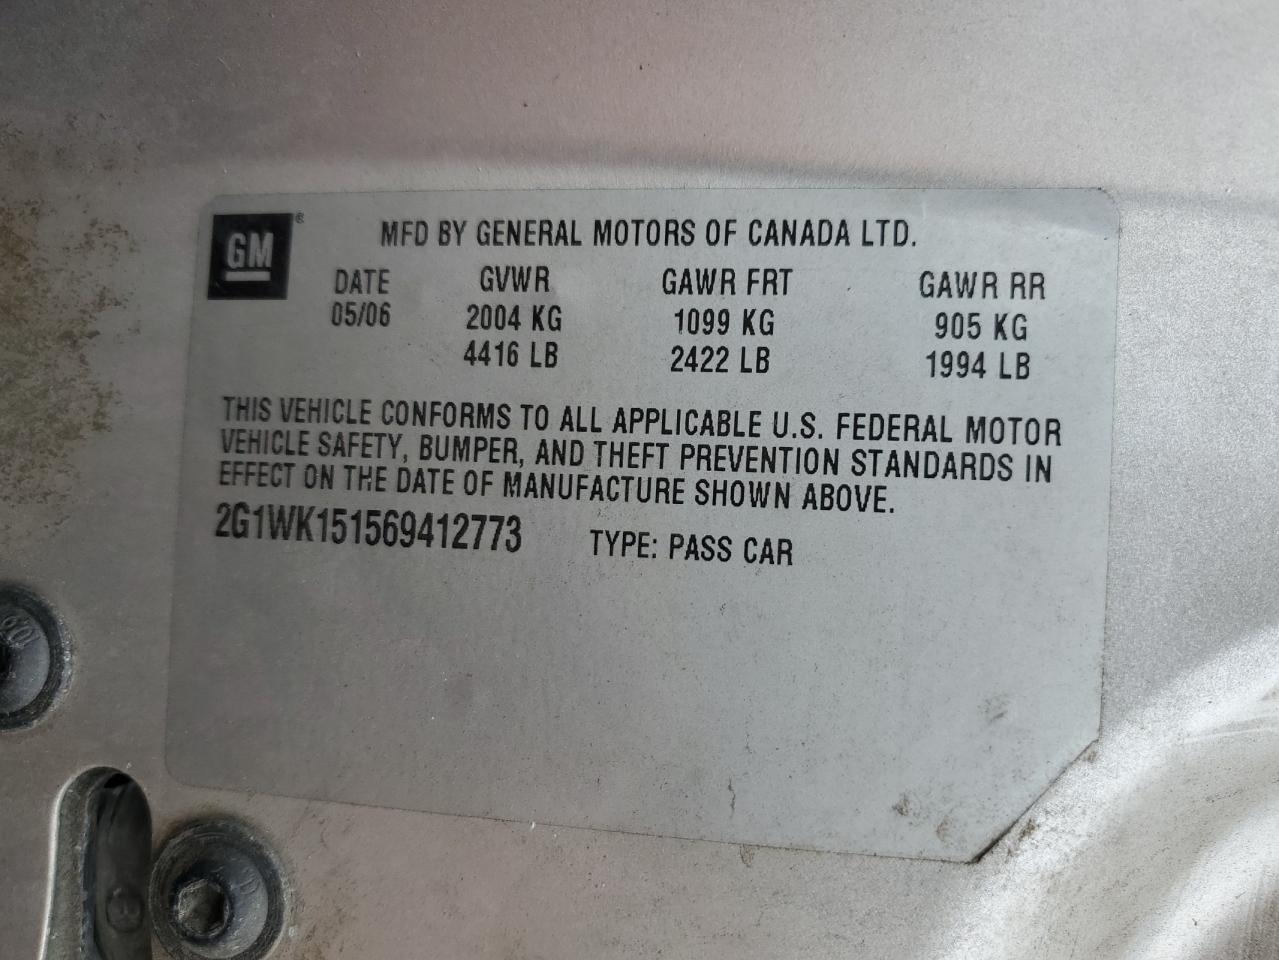 GM®
MFD BY GENERAL MOTORS OF CANADA LTD.
DATE GVWR GAWR FRT GAWR RR
05/06 2004 KG 1099 KG 905 KG
4416 LB 2422 LB 1994 LB
THIS VEHICLE CONFORMS TO ALL APPLICABLE U.S. FEDERAL MOTOR
VEHICLE SAFETY, BUMPER, AND THEFT PREVENTION STANDARDS IN
EFFECT ON THE DATE OF MANUFACTURE SHOWN ABOVE.
2G1WK151569412773 TYPE: PASS CAR